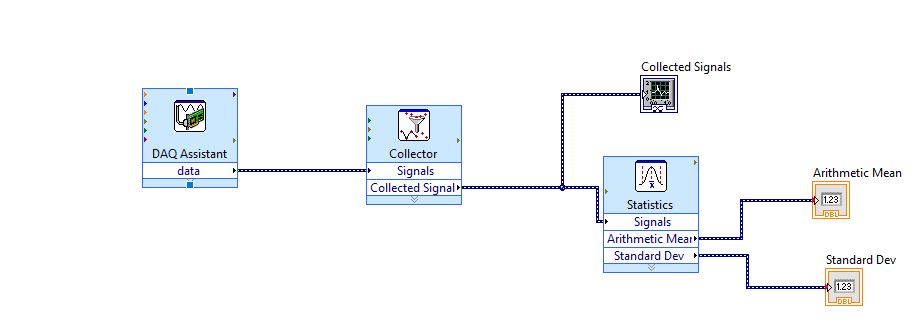 Collected Signals
DAQ Assistant
data
Collector
Signals
Collected Signal
Statistics
Signals
Arithmetic Mear
Standard Dev
Arithmetic Mean
1.23
DBL
Standard Dev
1.23
DBL